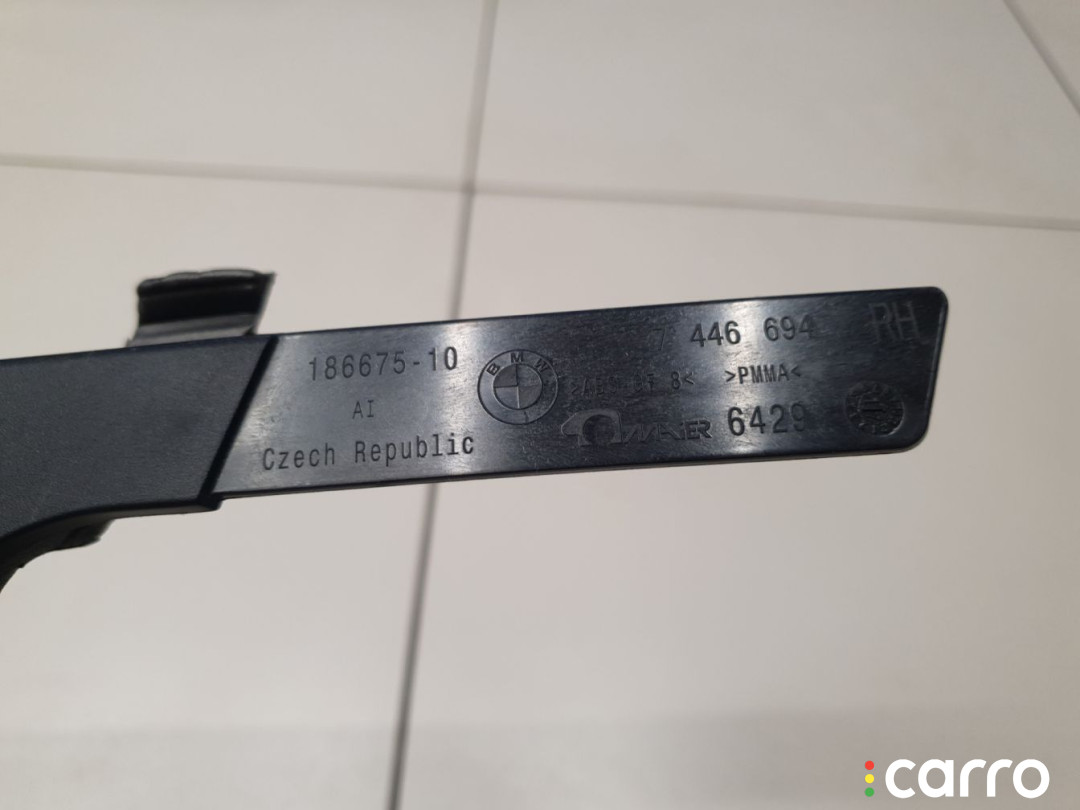 186675-10
AI
Czech Republic
BMW
446 694
RH
>PMMA<
6429
carro